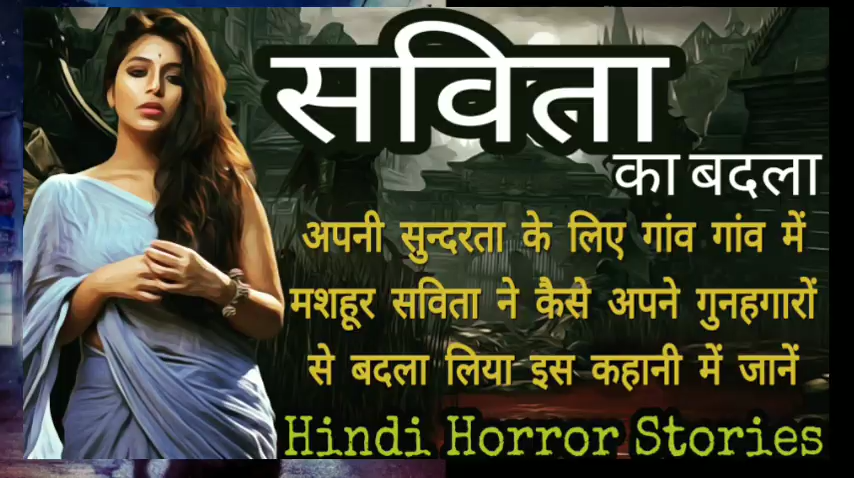 सविता
का बदला
अपनी सुन्दरता के लिए गांव गांव में
मशहूर सविता ने कैसे अपने गुनहगारों
से बदला लिया इस कहानी में जानें
Hindi Horror Stories